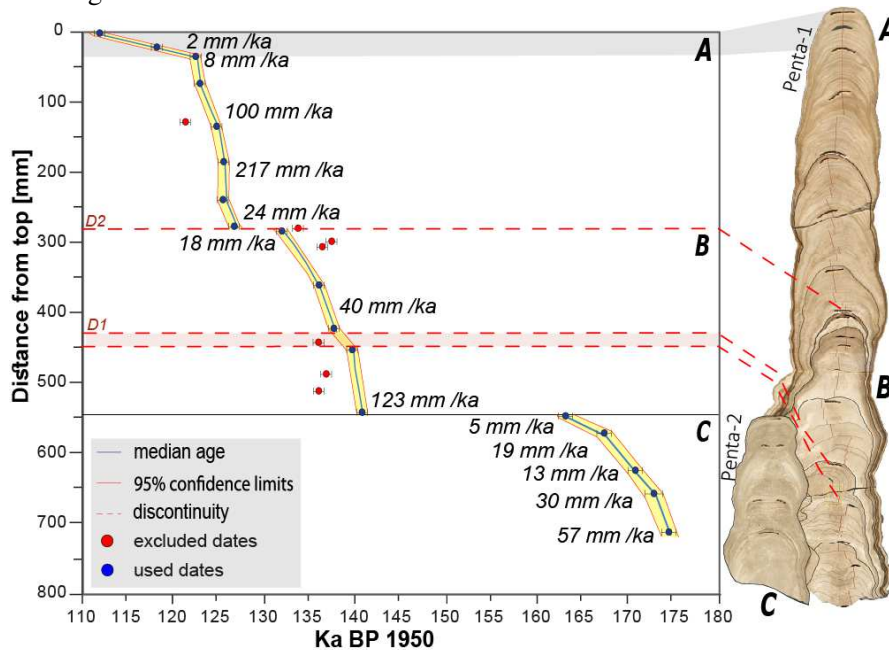 0
100
200
300
400
500
600
700
800
Distance from top [mm]
110
115
120
125
130
135
140
145
150
155
160
165
170
175
180
Ka BP 1950
2 mm /ka
8 mm /ka
100 mm /ka
217 mm /ka
24 mm /ka
18 mm /ka
40 mm /ka
123 mm /ka
5 mm /ka
19 mm /ka
13 mm /ka
30 mm /ka
57 mm /ka
D2
D1
A
B
C
median age
95% confidence limits
discontinuity
excluded dates
used dates
Penta-1
Penta-2
A
B
C